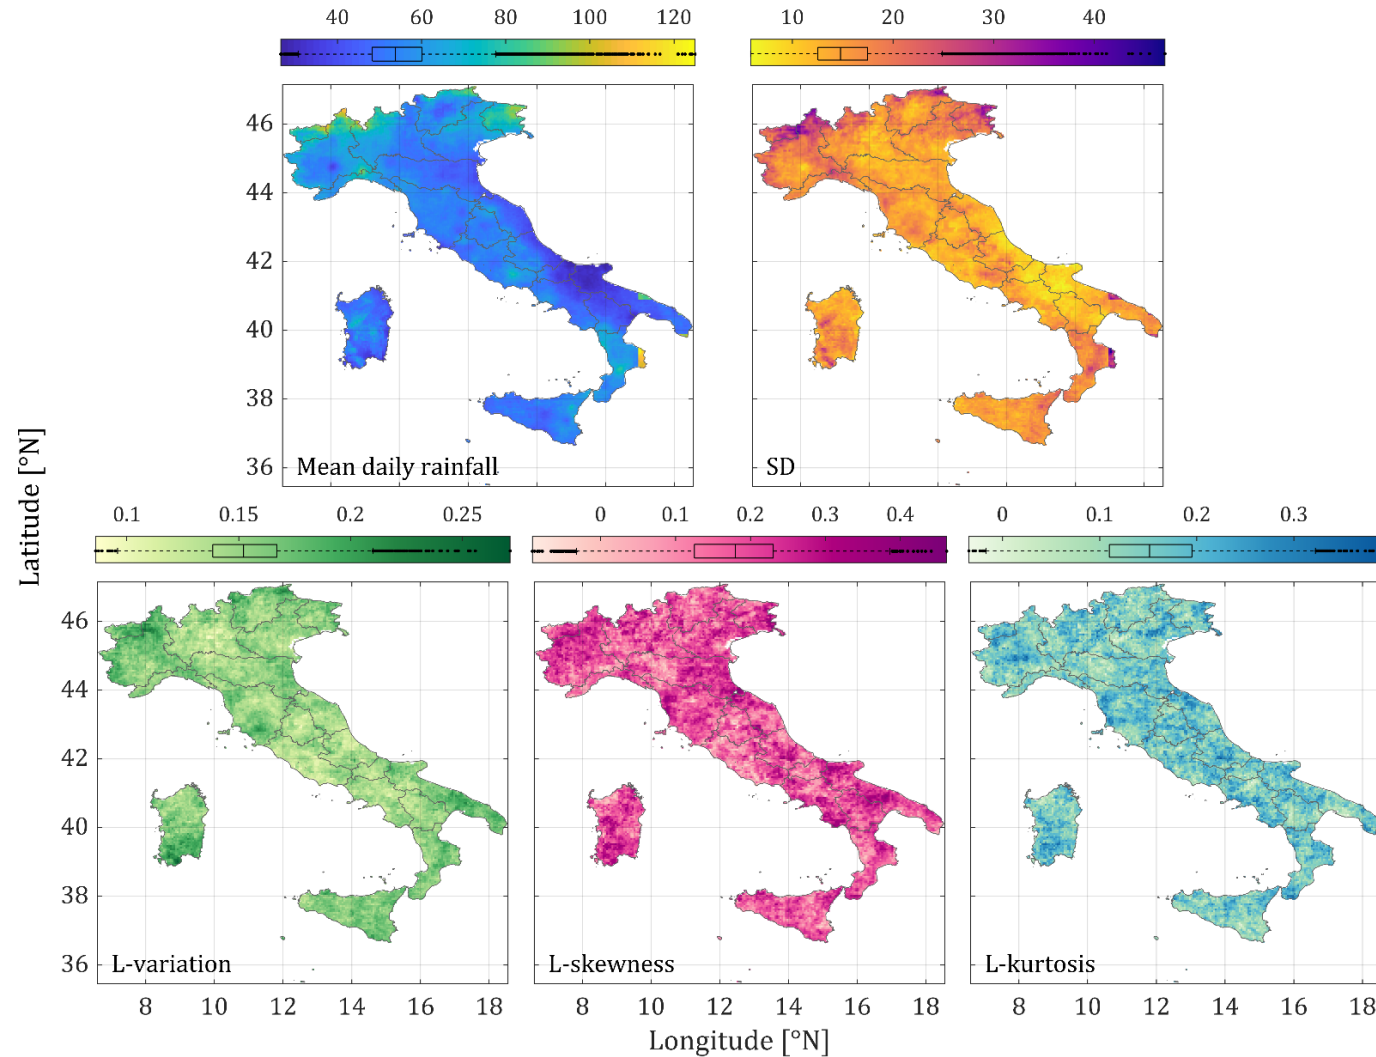 40 60 80 100 120
10 20 30 40
46
44
42
40
38
36
Mean daily rainfall
SD
Latitude [°N]
0.1 0.15 0.2 0.25
0 0.1 0.2 0.3 0.4
0 0.1 0.2 0.3
46
44
42
40
38
36
L-variation
L-skewness
L-kurtosis
8 10 12 14 16 18
8 10 12 14 16 18
8 10 12 14 16 18
Longitude [°N]